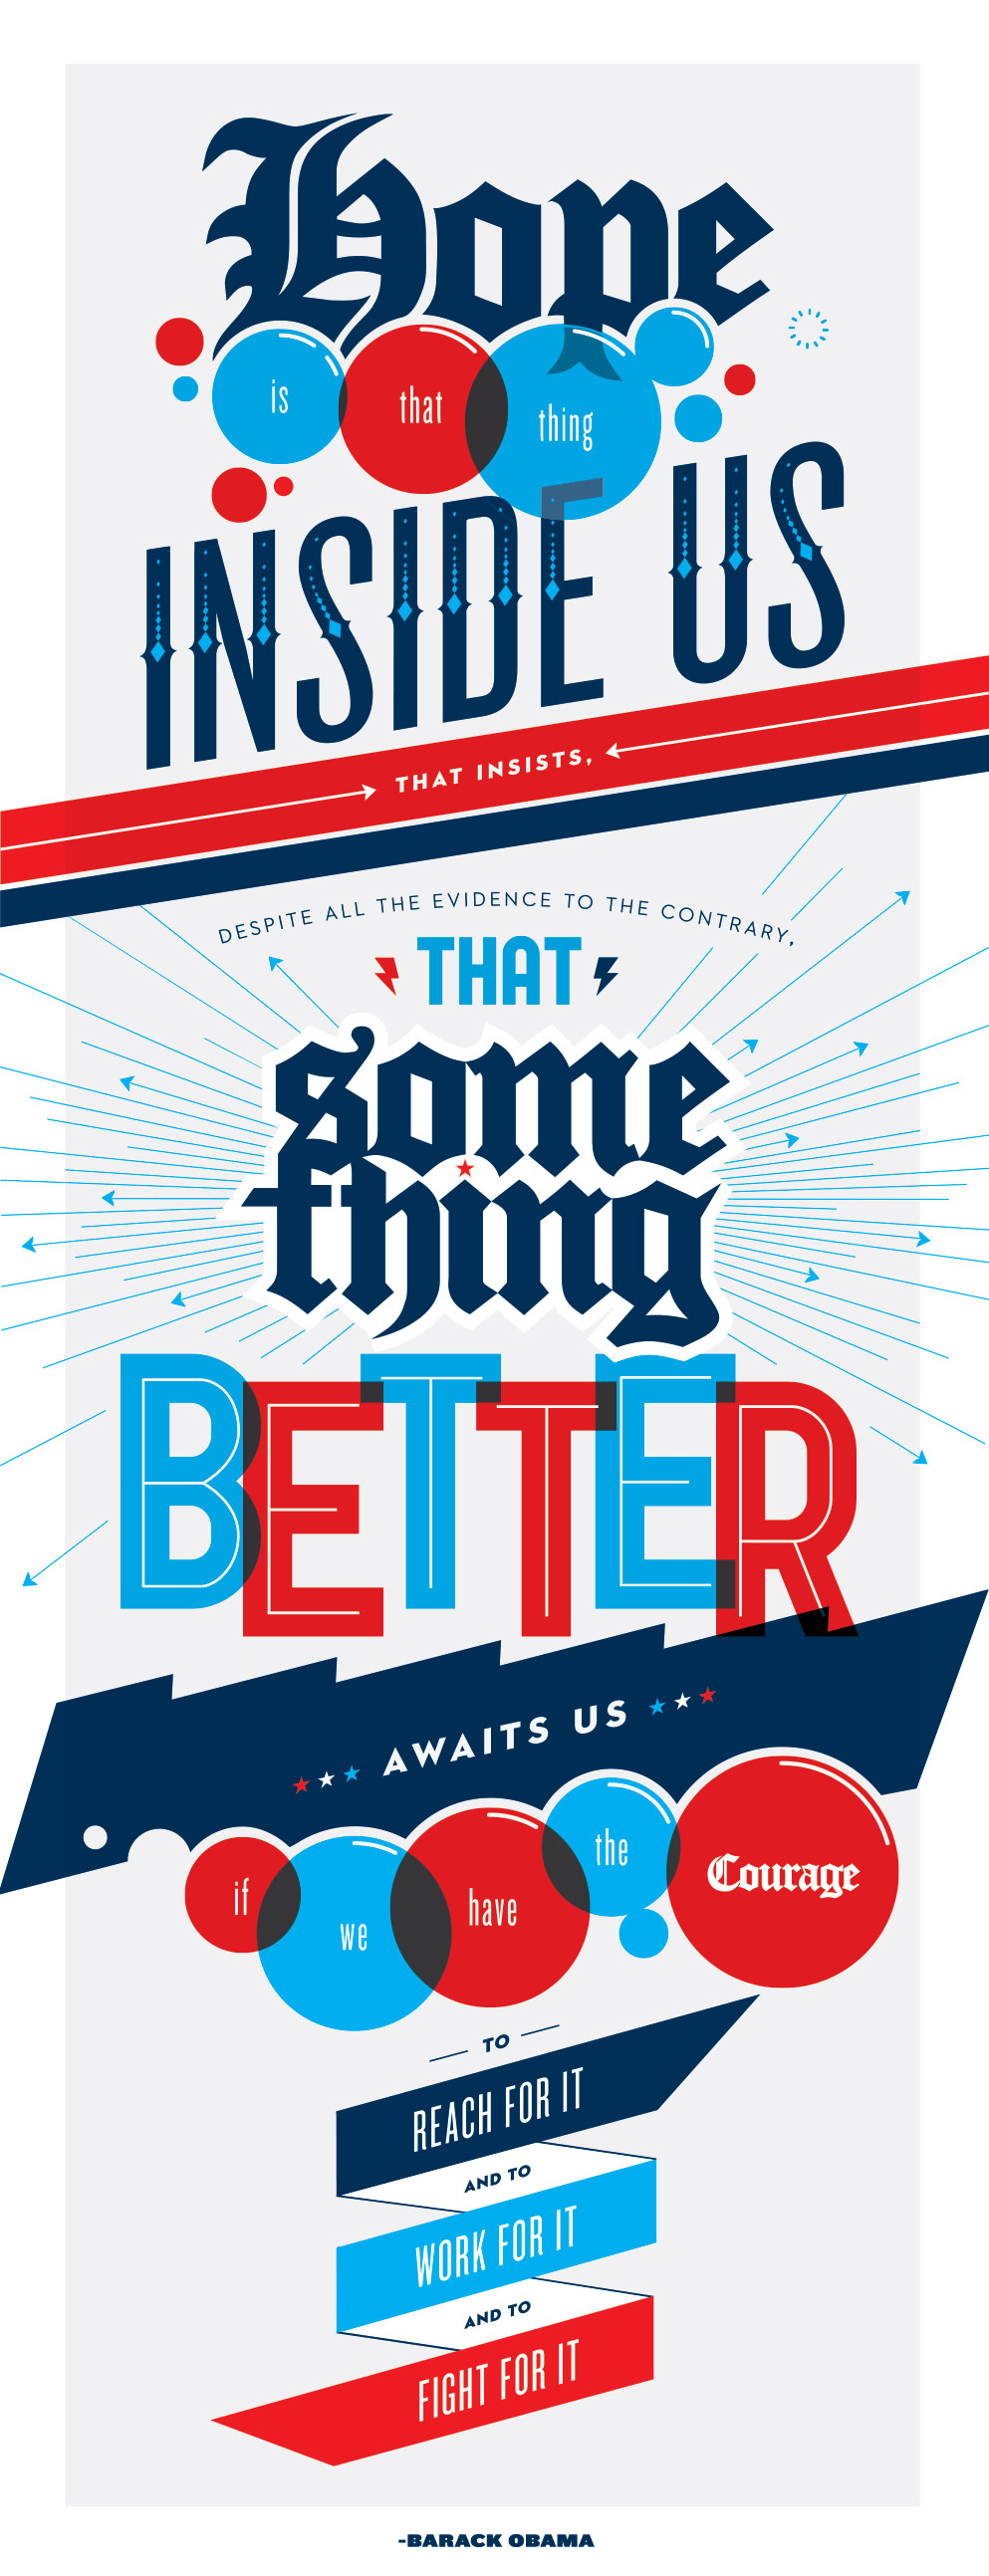 Hope
is that thing
INSIDE US
THAT INSISTS,
DESPITE ALL THE EVIDENCE TO THE CONTRARY,
THAT
some
thing
BETTER
AWAITS US
if we have the Courage
TO
REACH FOR IT
AND TO
WORK FOR IT
AND TO
FIGHT FOR IT
-BARACK OBAMA